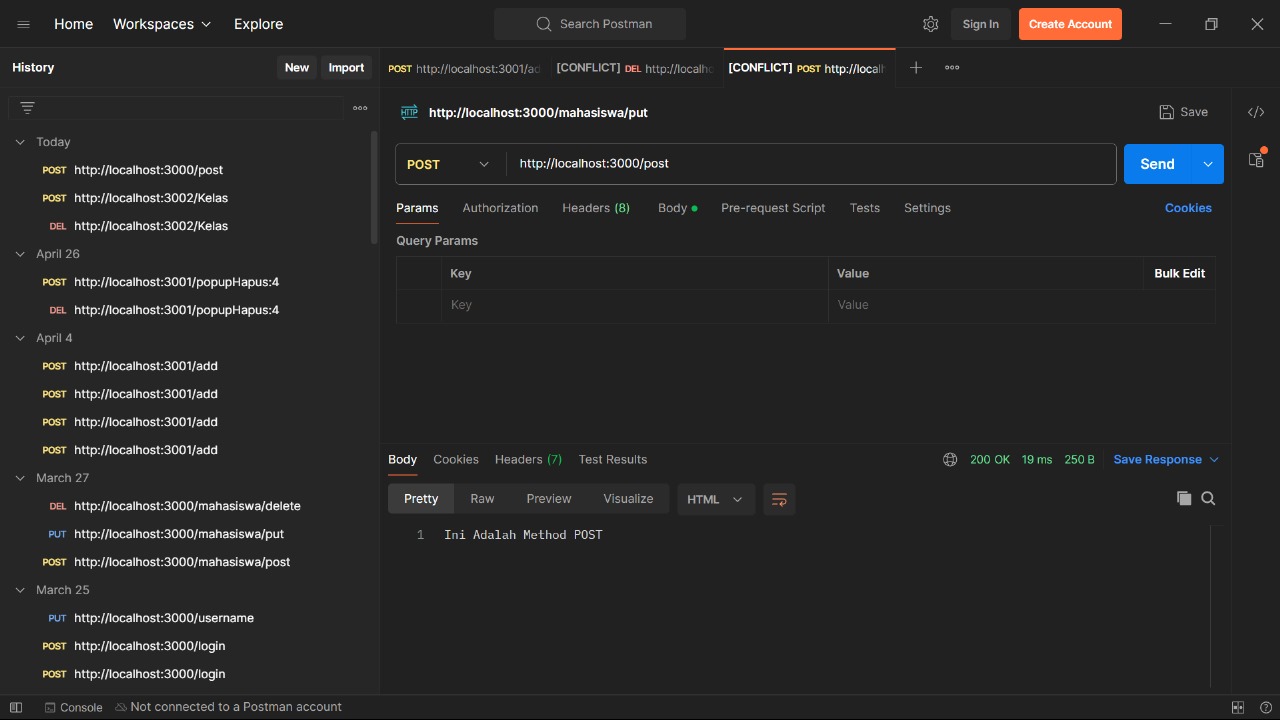 Home Workspaces Explore Search Postman Sign In Create Account
History New Import
POST http://localhost:3001/ad [CONFLICT] DEL http://localho [CONFLICT] POST http://localh
HTTP http://localhost:3000/mahasiswa/put Save
Today
POST http://localhost:3000/post
POST http://localhost:3002/Kelas
DEL http://localhost:3002/Kelas
April 26
POST http://localhost:3001/popupHapus:4
DEL http://localhost:3001/popupHapus:4
April 4
POST http://localhost:3001/add
POST http://localhost:3001/add
POST http://localhost:3001/add
POST http://localhost:3001/add
March 27
DEL http://localhost:3000/mahasiswa/delete
PUT http://localhost:3000/mahasiswa/put
POST http://localhost:3000/mahasiswa/post
March 25
PUT http://localhost:3000/username
POST http://localhost:3000/login
POST http://localhost:3000/login
POST http://localhost:3000/post Send
Params Authorization Headers (8) Body Pre-request Script Tests Settings Cookies
Query Params
Key Value Bulk Edit
Key Value
Body Cookies Headers (7) Test Results 200 OK 19 ms 250 B Save Response
Pretty Raw Preview Visualize HTML
1 Ini Adalah Method POST
Console Not connected to a Postman account